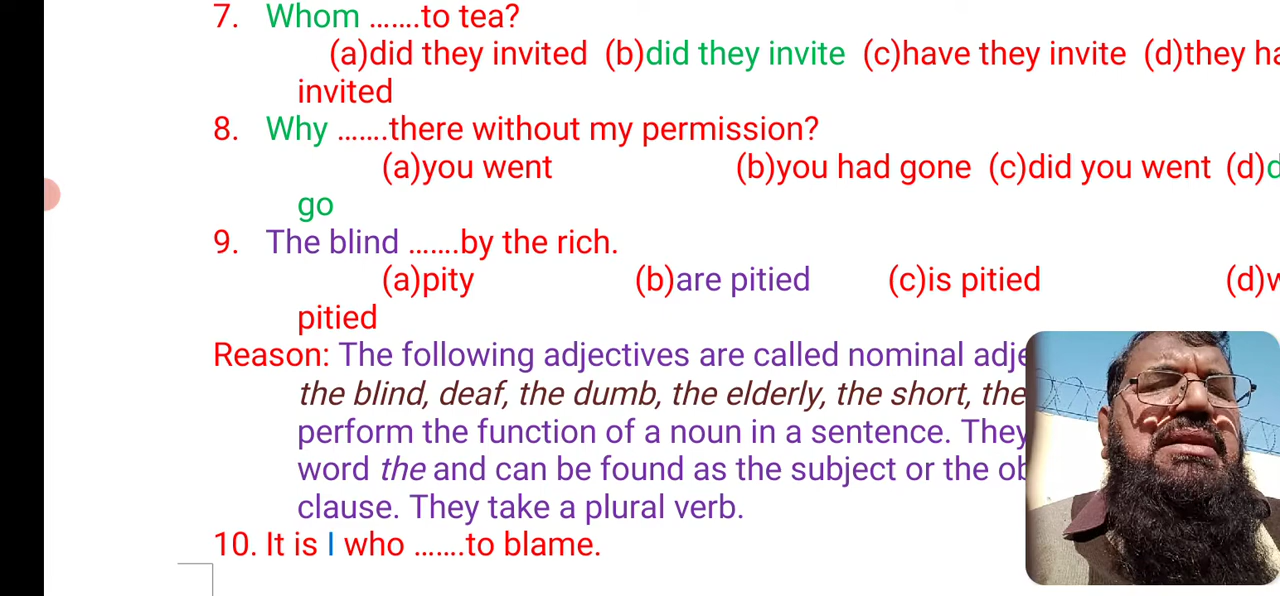 7. Whom …….to tea?
(a)did they invited (b)did they invite (c)have they invite (d)they
invited
8. Why …….there without my permission?
(a)you went (b)you had gone (c)did you went (d)
go
9. The blind …….by the rich.
(a)pity (b)are pitied (c)is pitied (d)
pitied
Reason: The following adjectives are called nominal
the blind, deaf, the dumb, the elderly, the short, the
perform the function of a noun in a sentence. They
word the and can be found as the subject or the
clause. They take a plural verb.
10. It is I who …….to blame.